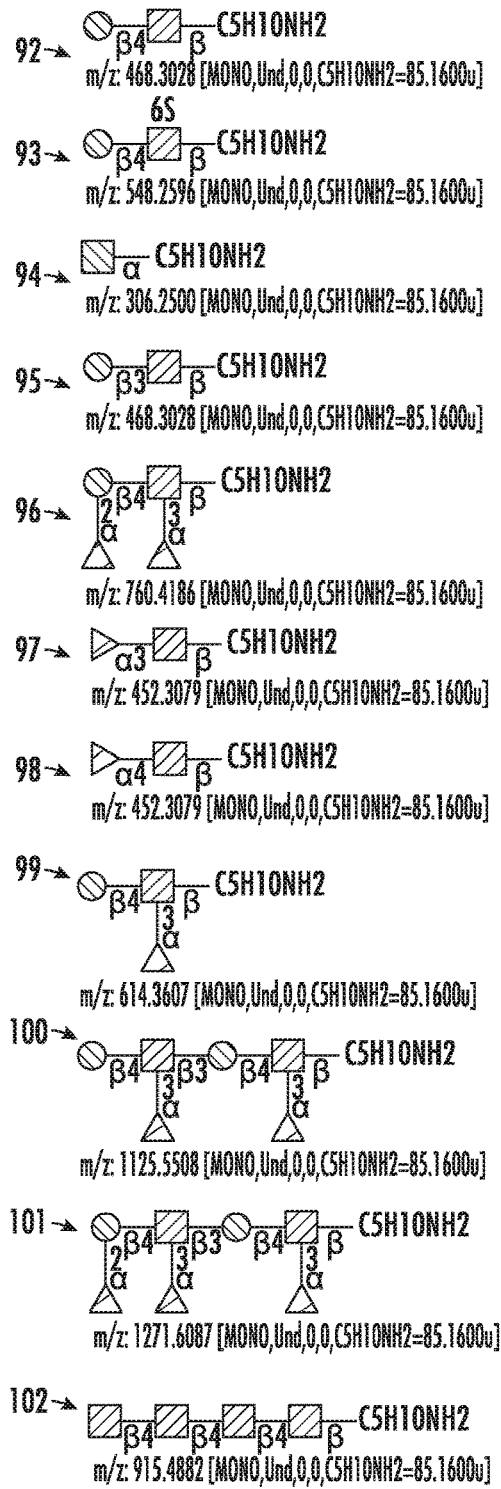 92 β4 β C5H10NH2
m/z: 468.3028 [MONO,Und,0,0,C5H10NH2=85.1600u]
6S
93 β4 β C5H10NH2
m/z: 548.2596 [MONO,Und,0,0,C5H10NH2=85.1600u]
94 α C5H10NH2
m/z: 306.2500 [MONO,Und,0,0,C5H10NH2=85.1600u]
95 β3 β C5H10NH2
m/z: 468.3028 [MONO,Und,0,0,C5H10NH2=85.1600u]
96 β4 β C5H10NH2
2 3
α α
m/z: 760.4186 [MONO,Und,0,0,C5H10NH2=85.1600u]
97 α3 β C5H10NH2
m/z: 452.3079 [MONO,Und,0,0,C5H10NH2=85.1600u]
98 α4 β C5H10NH2
m/z: 452.3079 [MONO,Und,0,0,C5H10NH2=85.1600u]
99 β4 β C5H10NH2
3
α
m/z: 614.3607 [MONO,Und,0,0,C5H10NH2=85.1600u]
100 β4 β3 β4 β C5H10NH2
3 3
α α
m/z: 1125.5508 [MONO,Und,0,0,C5H10NH2=85.1600u]
101 β4 β3 β4 β C5H10NH2
2 3 3
α α α
m/z: 1271.6087 [MONO,Und,0,0,C5H10NH2=85.1600u]
102 β4 β4 β4 β C5H10NH2
m/z: 915.4882 [MONO,Und,0,0,C5H10NH2=85.1600u]